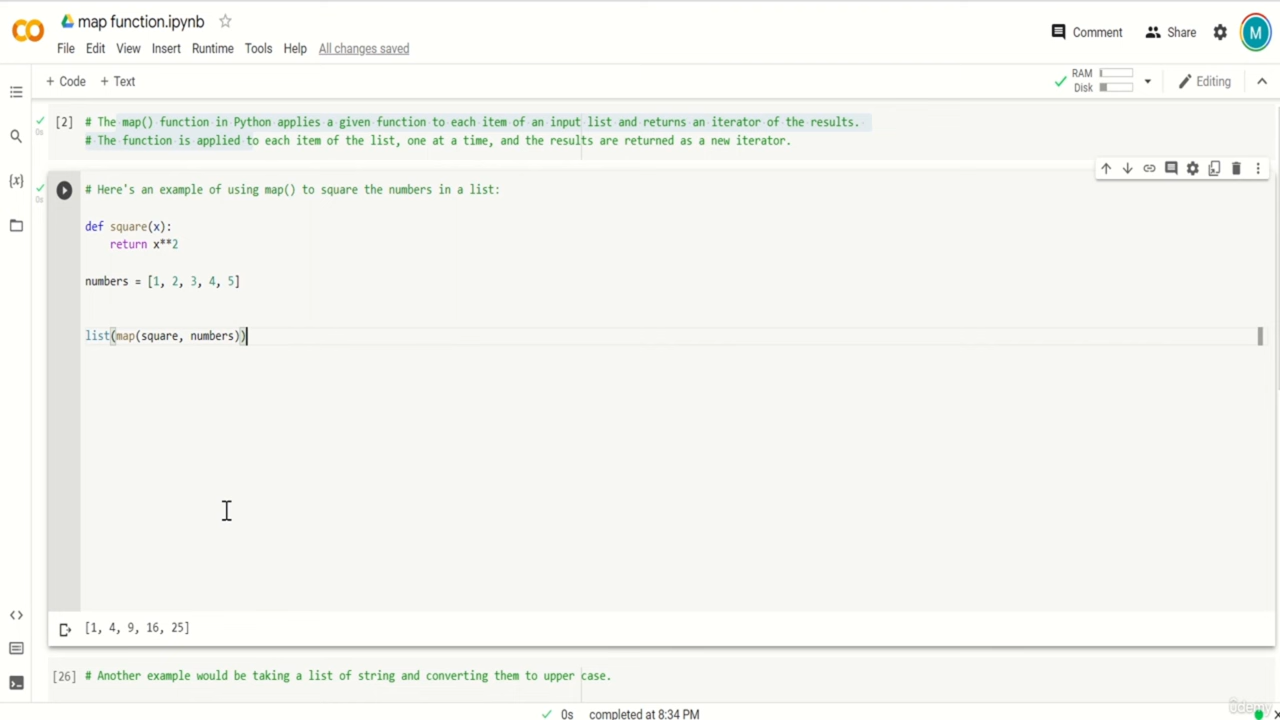 map function.ipynb
File Edit View Insert Runtime Tools Help All changes saved
Comment Share M
+ Code + Text
RAM
Disk
Editing
[2] # The map() function in Python applies a given function to each item of an input list and returns an iterator of the results.
0s # The function is applied to each item of the list, one at a time, and the results are returned as a new iterator.
# Here's an example of using map() to square the numbers in a list:
0s
def square(x):
return x**2
numbers = [1, 2, 3, 4, 5]
list(map(square, numbers))
[1, 4, 9, 16, 25]
[26] # Another example would be taking a list of string and converting them to upper case.
0s completed at 8:34 PM
udemy